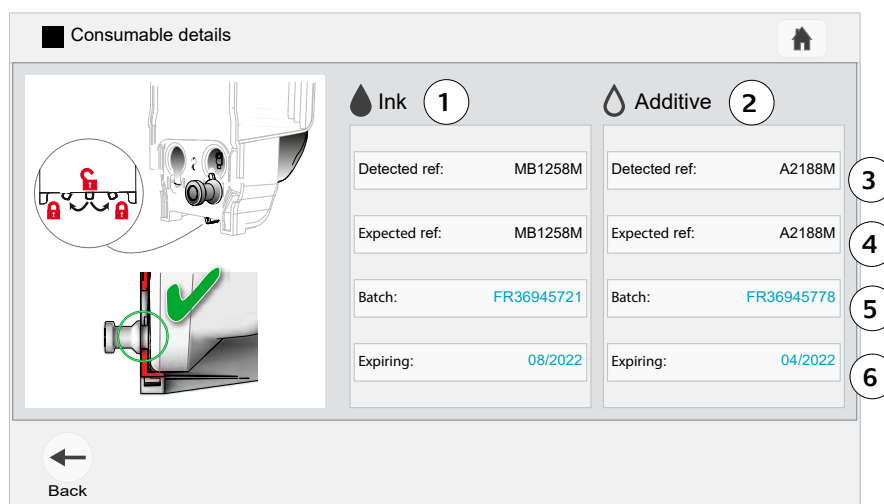 Consumable details
Ink 1
Additive 2
Detected ref: MB1258M
Detected ref: A2188M 3
Expected ref: MB1258M
Expected ref: A2188M 4
Batch: FR36945721
Batch: FR36945778 5
Expiring: 08/2022
Expiring: 04/2022 6
Back